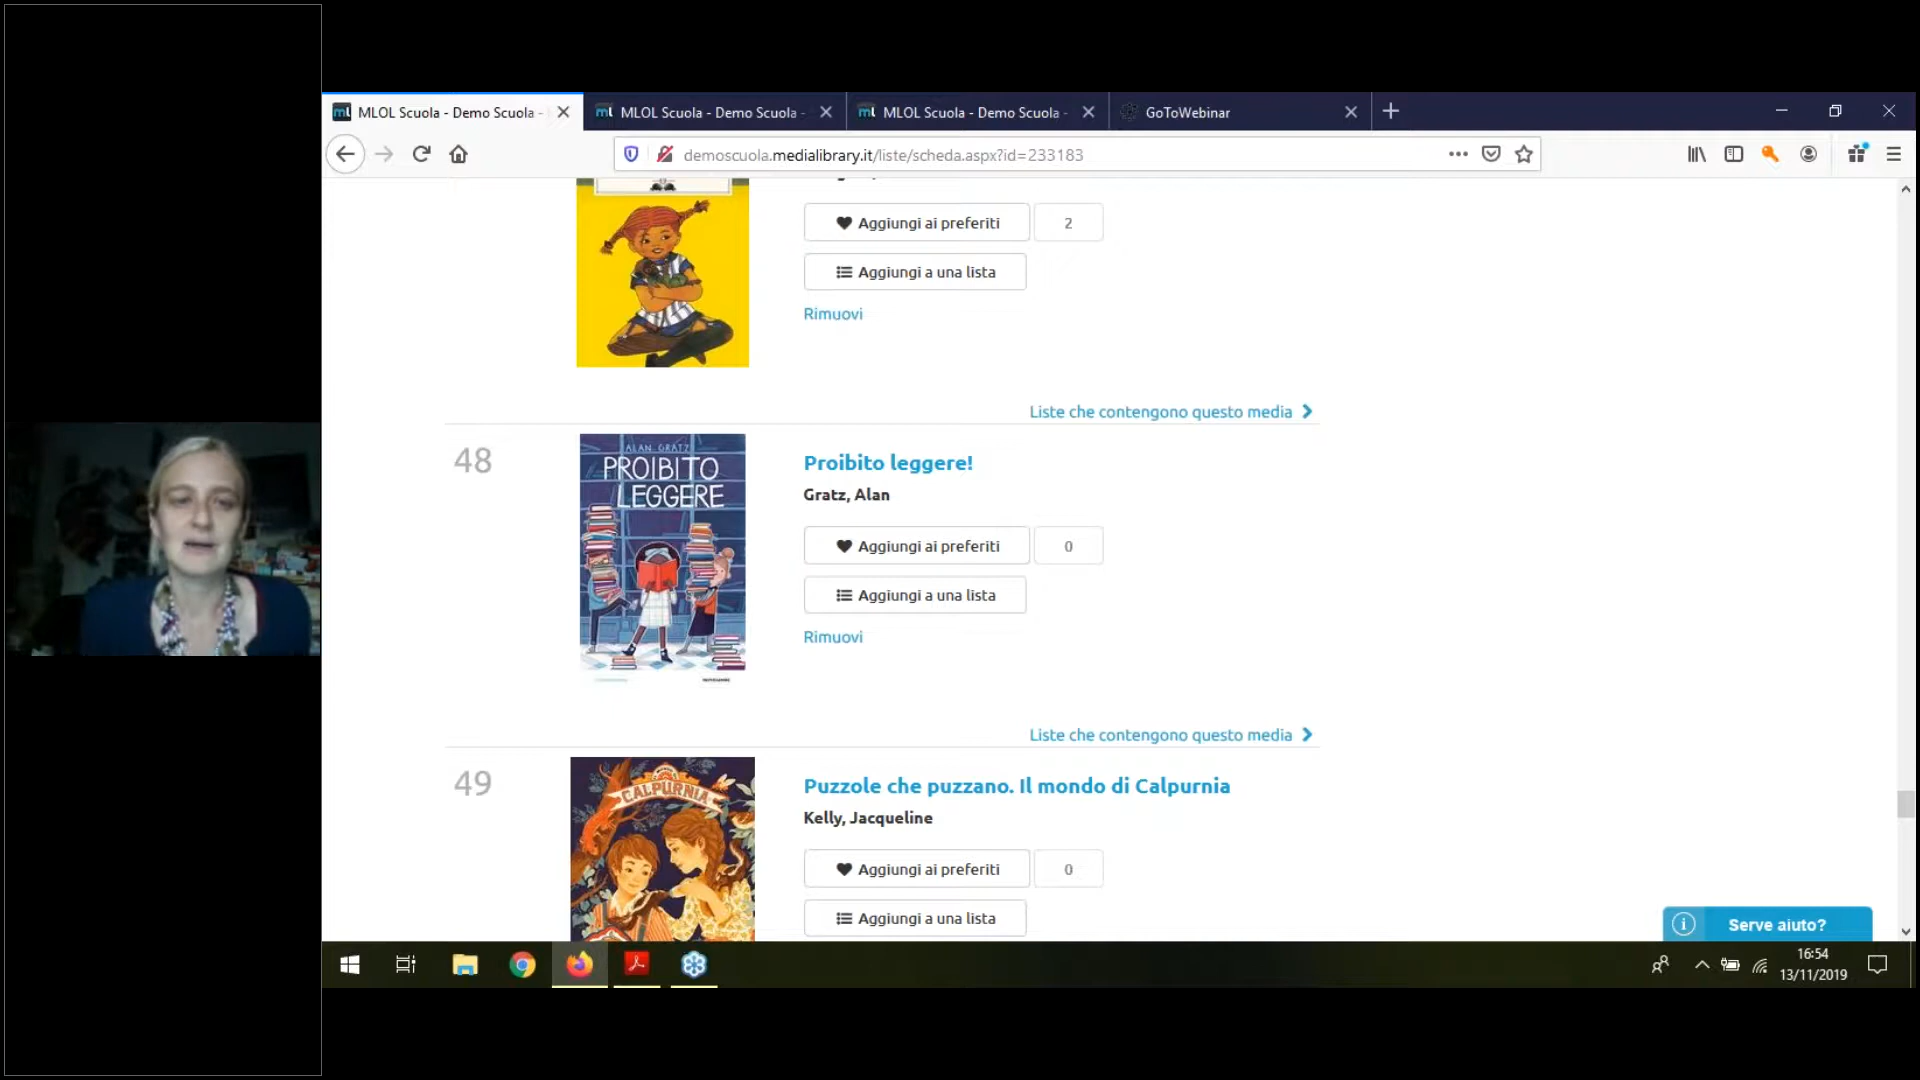 MLOL Scuola - Demo Scuola -
MLOL Scuola - Demo Scuola -
MLOL Scuola - Demo Scuola -
GoToWebinar
demoscuola.medialibrary.it/liste/scheda.aspx?id=233183
Aggiungi ai preferiti
2
Aggiungi a una lista
Rimuovi
Liste che contengono questo media
48
ALAN GRATZ
PROIBITO
LEGGERE
Proibito leggere!
Gratz, Alan
Aggiungi ai preferiti
0
Aggiungi a una lista
Rimuovi
Liste che contengono questo media
49
CALPURNIA
Puzzole che puzzano. Il mondo di Calpurnia
Kelly, Jacqueline
Aggiungi ai preferiti
0
Aggiungi a una lista
Serve aiuto?
16:54
13/11/2019